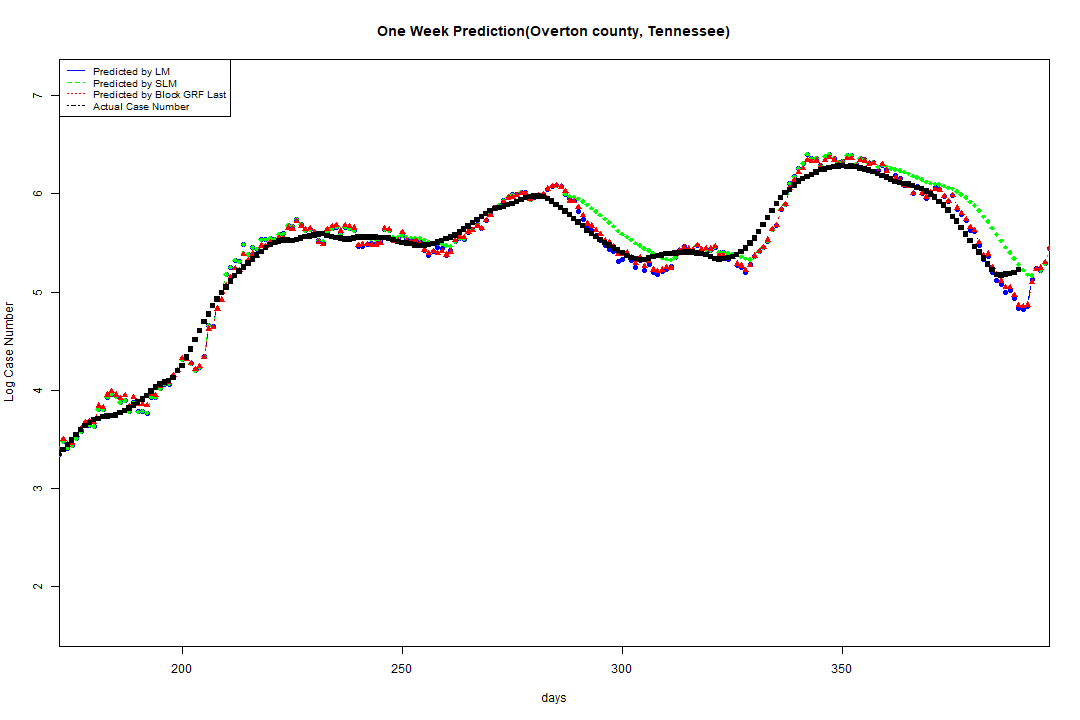 One Week Prediction(Overton county, Tennessee)
Predicted by LM
Predicted by SLM
Predicted by Block GRF Last
Actual Case Number
7
6
5
4
3
2
Log Case Number
200 250 300 350
days